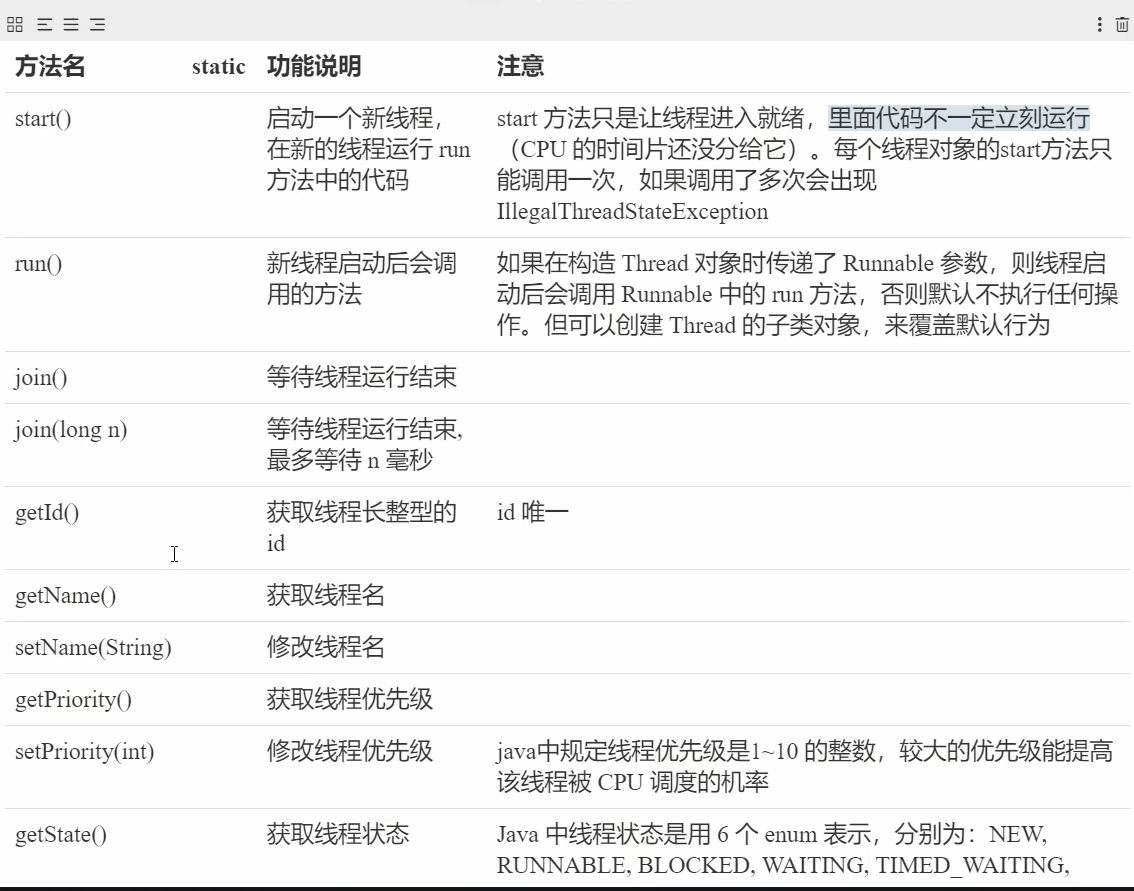 方法名 static 功能说明 注意
start() 启动一个新线程， start 方法只是让线程进入就绪，里面代码不一定立刻运行
在新的线程运行 run （CPU 的时间片还没分给它）。每个线程对象的start方法只
方法中的代码 能调用一次，如果调用了多次会出现
IllegalThreadStateException
run() 新线程启动后会调 如果在构造 Thread 对象时传递了 Runnable 参数，则线程启
用的方法 动后会调用 Runnable 中的 run 方法，否则默认不执行任何操
作。但可以创建 Thread 的子类对象，来覆盖默认行为
join() 等待线程运行结束
join(long n) 等待线程运行结束,
最多等待 n 毫秒
getId() 获取线程长整型的 id 唯一
id
getName() 获取线程名
setName(String) 修改线程名
getPriority() 获取线程优先级
setPriority(int) 修改线程优先级 java中规定线程优先级是1~10 的整数，较大的优先级能提高
该线程被 CPU 调度的机率
getState() 获取线程状态 Java 中线程状态是用 6 个 enum 表示，分别为：NEW,
RUNNABLE, BLOCKED, WAITING, TIMED_WAITING,